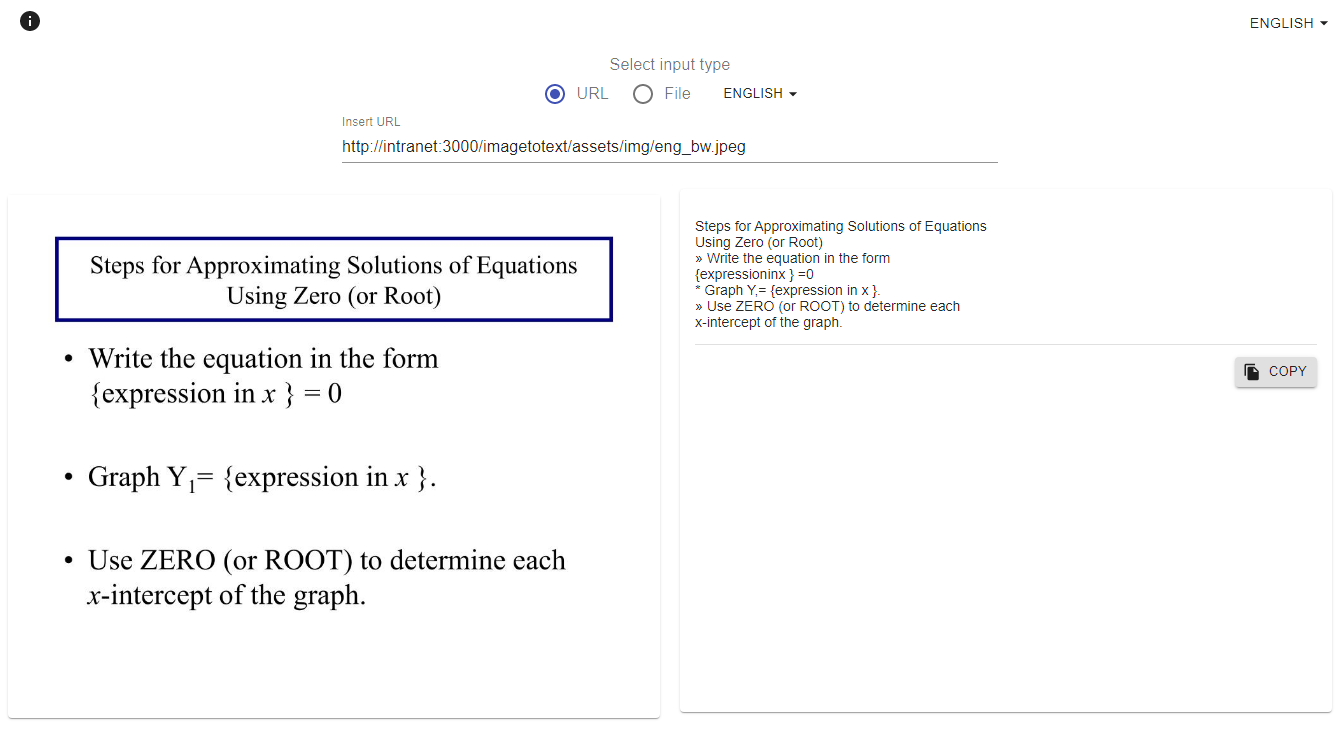 ENGLISH
Select input type
URL File ENGLISH
Insert URL
http://intranet:3000/imagetotext/assets/img/eng_bw.jpeg
Steps for Approximating Solutions of Equations
Using Zero (or Root)
• Write the equation in the form
{expression in x } = 0
• Graph Y₁= {expression in x }.
• Use ZERO (or ROOT) to determine each
x-intercept of the graph.
Steps for Approximating Solutions of Equations
Using Zero (or Root)
» Write the equation in the form
{expressioninx } =0
* Graph Y,= {expression in x }.
» Use ZERO (or ROOT) to determine each
x-intercept of the graph.
COPY